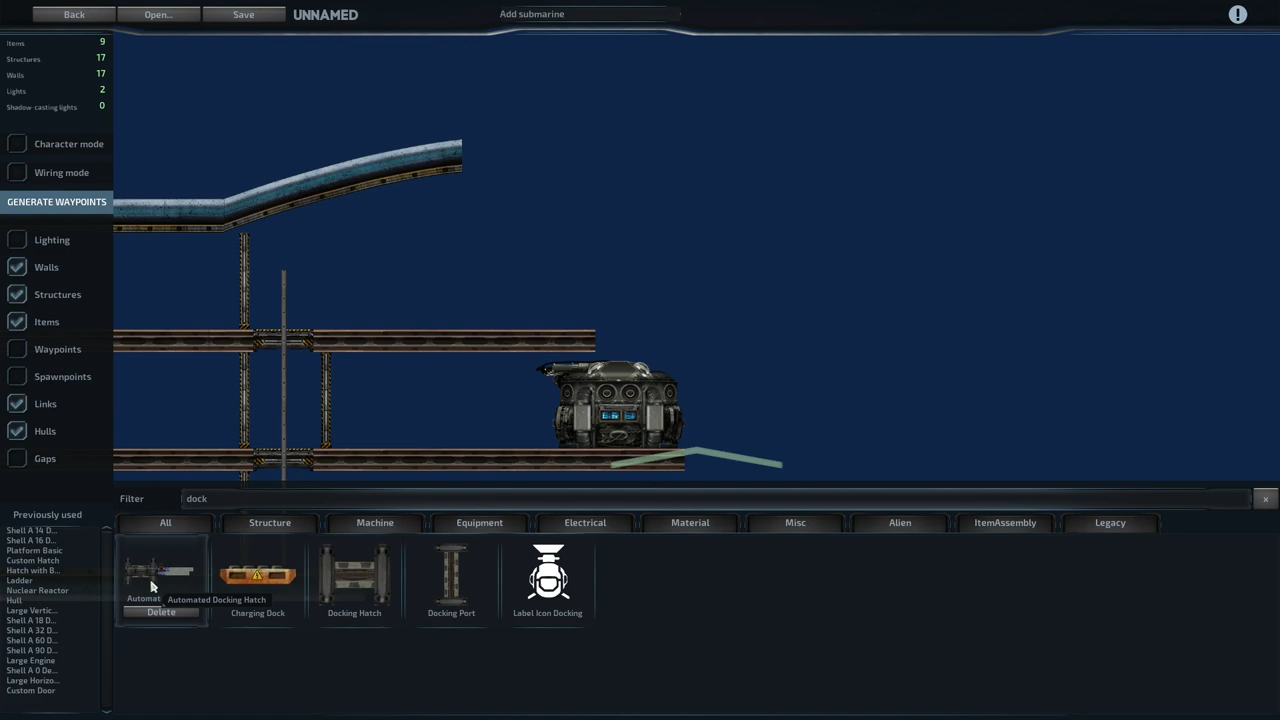 Back
Open...
Save
UNNAMED
Add submarine
Items 9
Structures 17
Walls 17
Lights 2
Shadow-casting lights 0
Character mode
Wiring mode
GENERATE WAYPOINTS
Lighting
Walls
Structures
Items
Waypoints
Spawnpoints
Links
Hulls
Gaps
Filter
dock
Previously used
Shell A 14 D...
Shell A 16 D...
Platform Basic
Custom Hatch
Hatch with B...
Ladder
Nuclear Reactor
Hull
Large Vertic...
Shell A 18 D...
Shell A 32 D...
Shell A 60 D...
Shell A 90 D...
Large Engine
Shell A 0 De...
Large Horizo...
Custom Door
All
Structure
Machine
Equipment
Electrical
Material
Misc
Alien
ItemAssembly
Legacy
Automat
Automated Docking Hatch
Delete
Charging Dock
Docking Hatch
Docking Port
Label Icon Docking